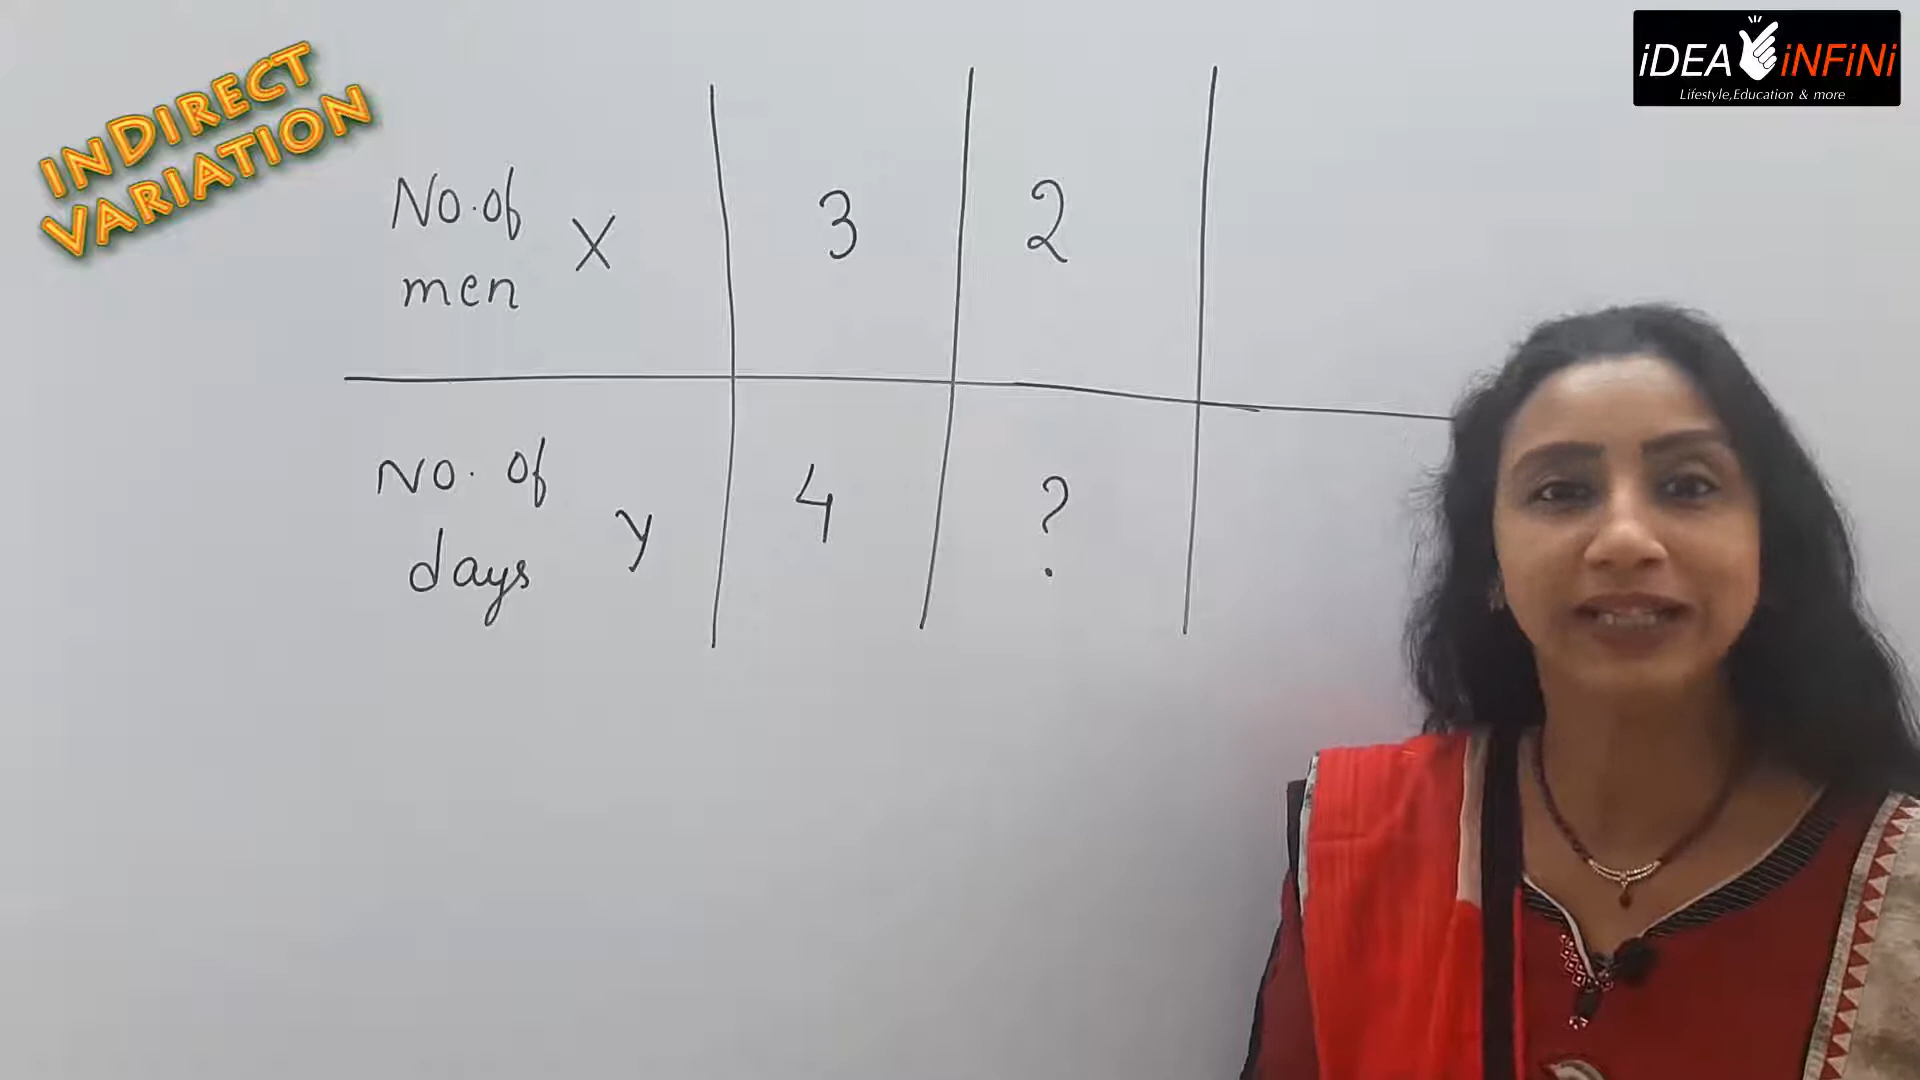 INDIRECT
VARIATION
iDEA iNFiNi
Lifestyle,Education & more
No. of
men X 3 2
No. of
days y 4 ?